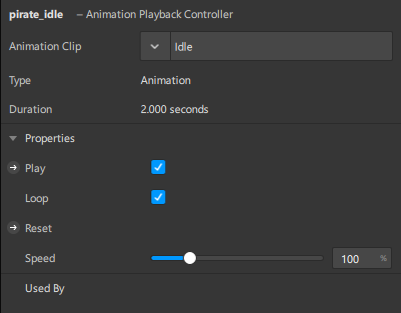 pirate_idle – Animation Playback Controller
Animation Clip Idle
Type Animation
Duration 2.000 seconds
Properties
Play
Loop
Reset
Speed 100 %
Used By